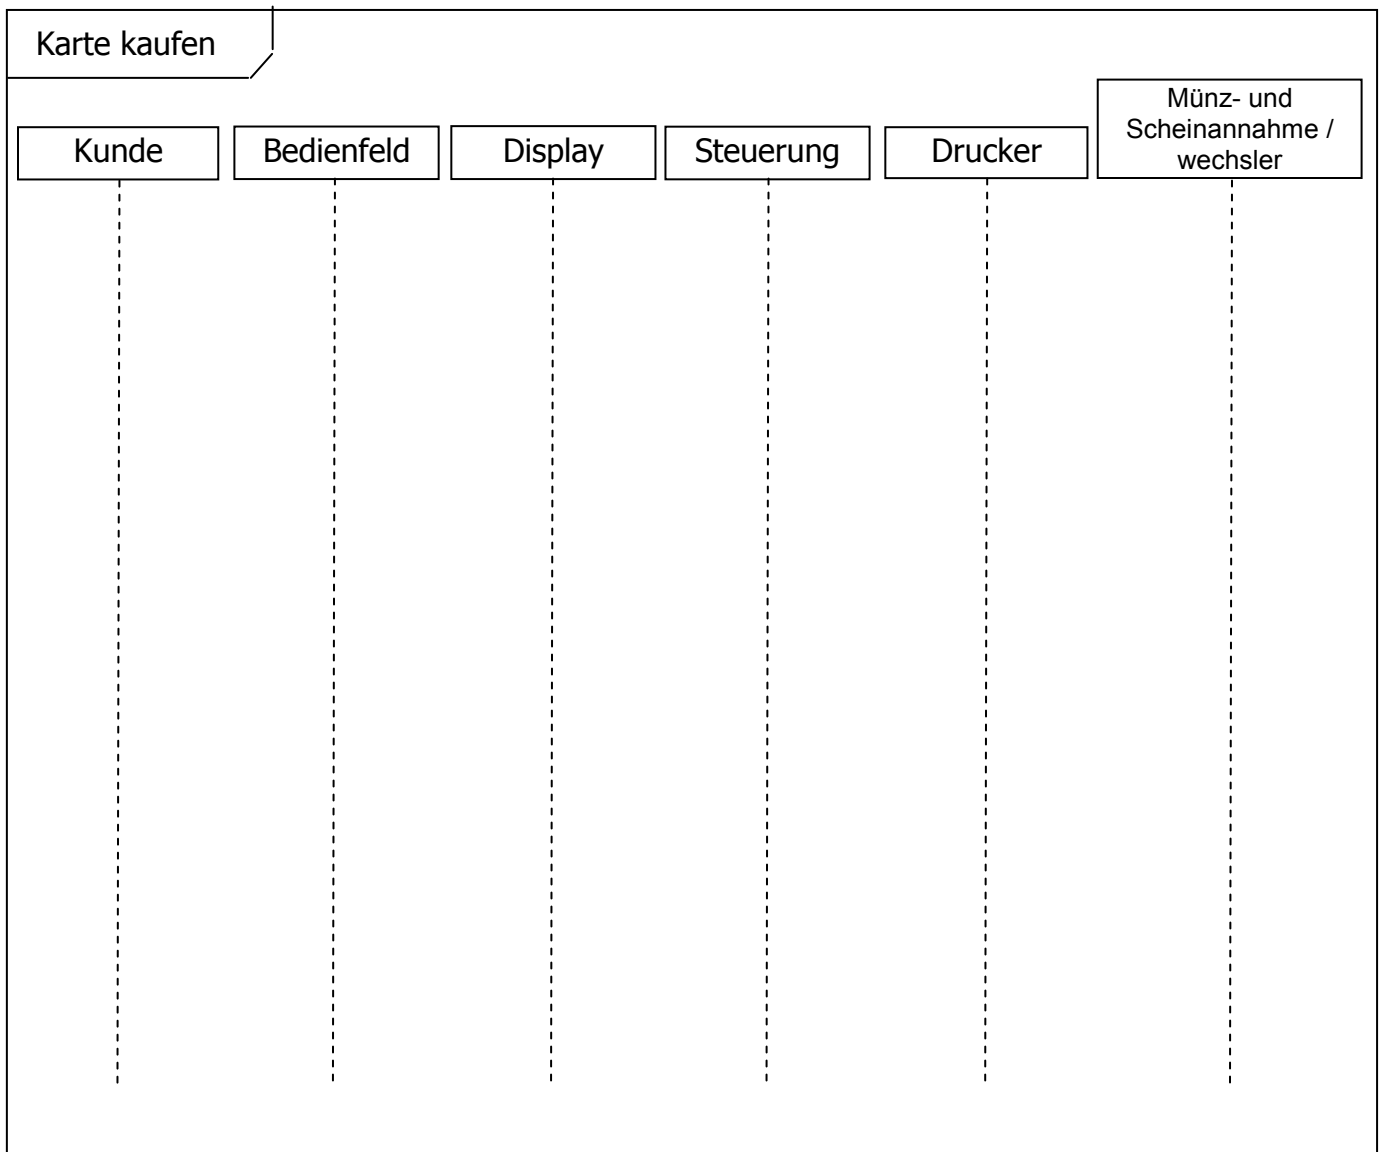 Karte kaufen
Kunde
Bedienfeld
Display
Steuerung
Drucker
Münz- und
Scheinannahme /
wechsler